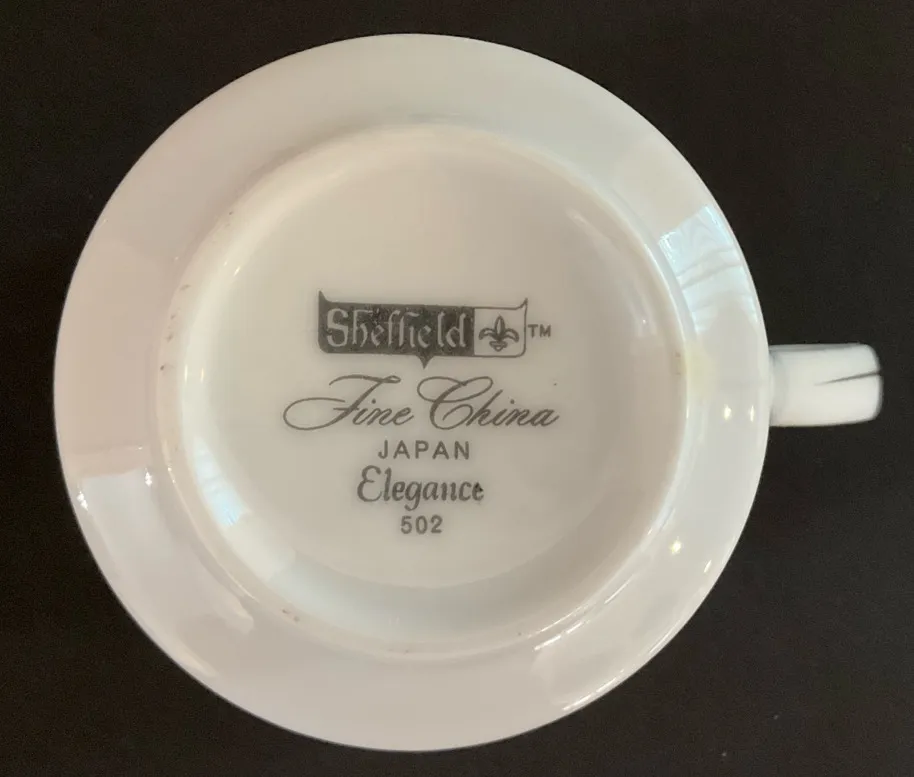 Sheffield TM
Fine China
JAPAN
Elegance
502